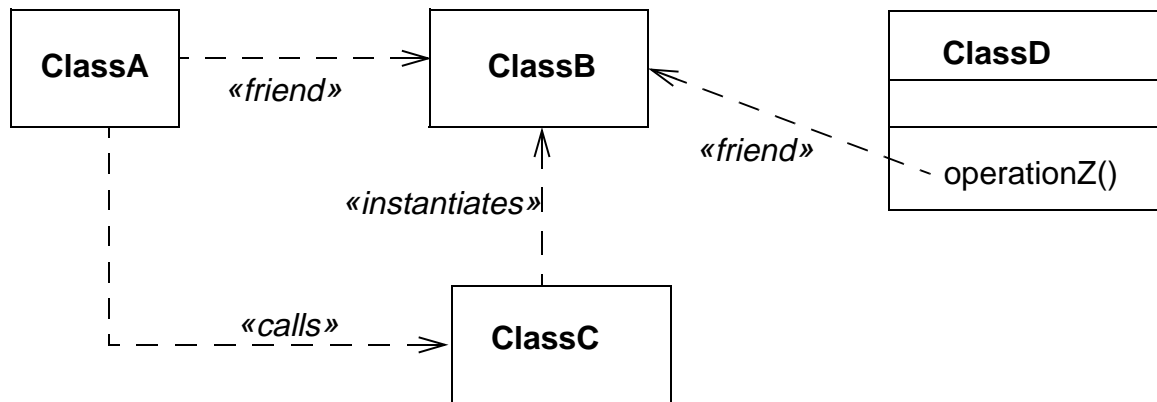 ClassA
ClassB
ClassD
«friend»
«friend»
operationZ()
«instantiates»
«calls»
ClassC